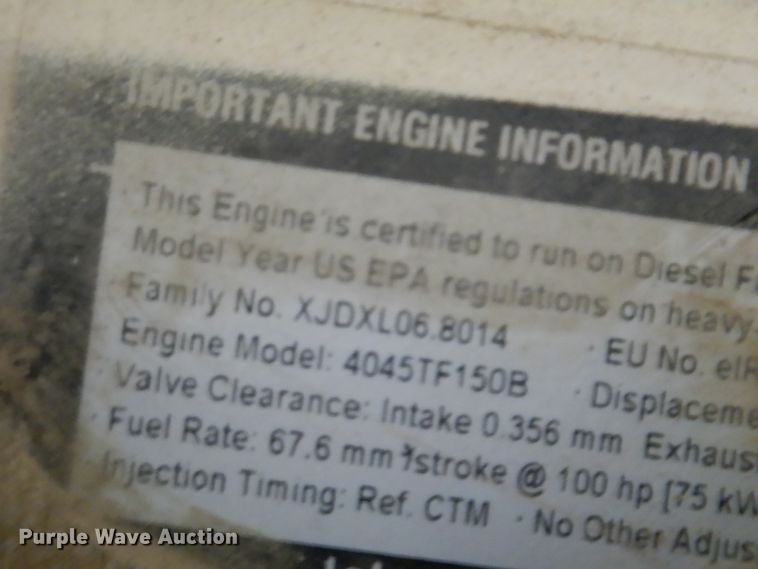 IMPORTANT ENGINE INFORMATION
· This Engine is certified to run on Diesel F
Model Year US EPA regulations on heavy-
· Family No. XJDXL06.8014 · EU No. e
· Engine Model: 4045TF150B · Displaceme
· Valve Clearance: Intake 0.356 mm Exhaus
· Fuel Rate: 67.6 mm³/stroke @ 100 hp [75 kW
Injection Timing: Ref. CTM · No Other Adjus
Purple Wave Auction